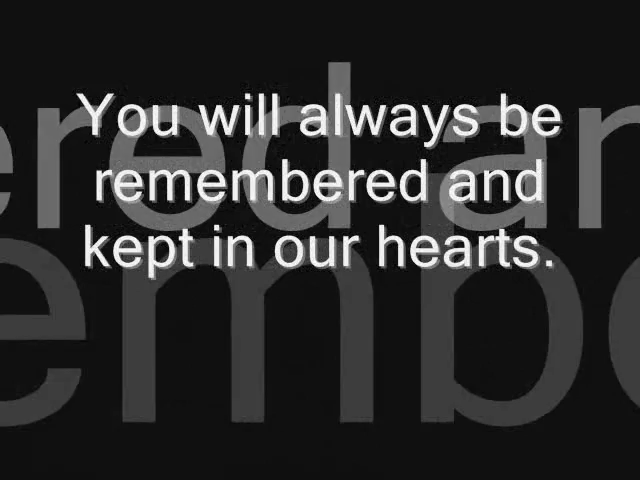 You will always be
remembered and
kept in our hearts.